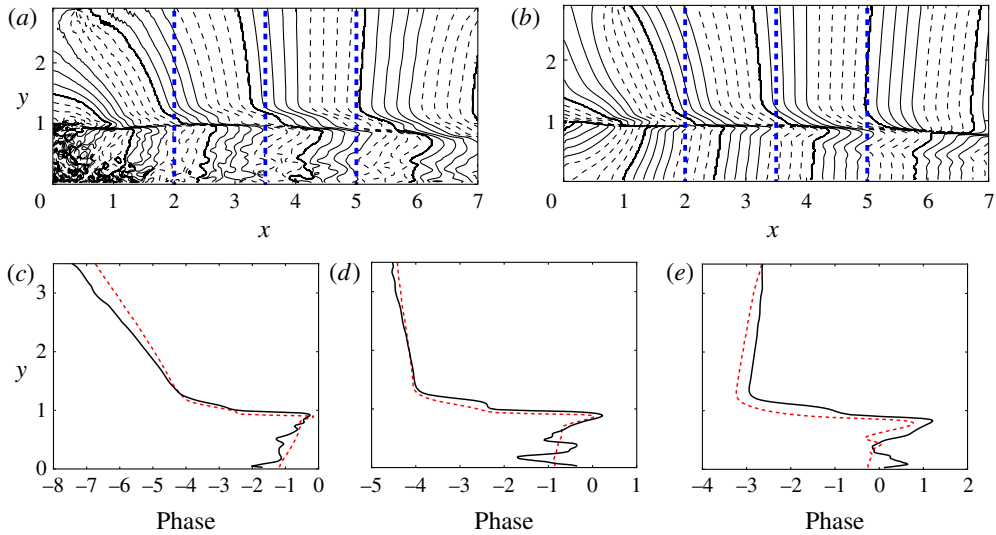 (a)
(b)
2
y
1
0 1 2 3 4 5 6 7
x
2
1
0 1 2 3 4 5 6 7
x
(c)
(d)
(e)
3
2
y
1
0
–8 –7 –6 –5 –4 –3 –2 –1 0
Phase
–5 –4 –3 –2 –1 0 1
Phase
–4 –3 –2 –1 0 1 2
Phase